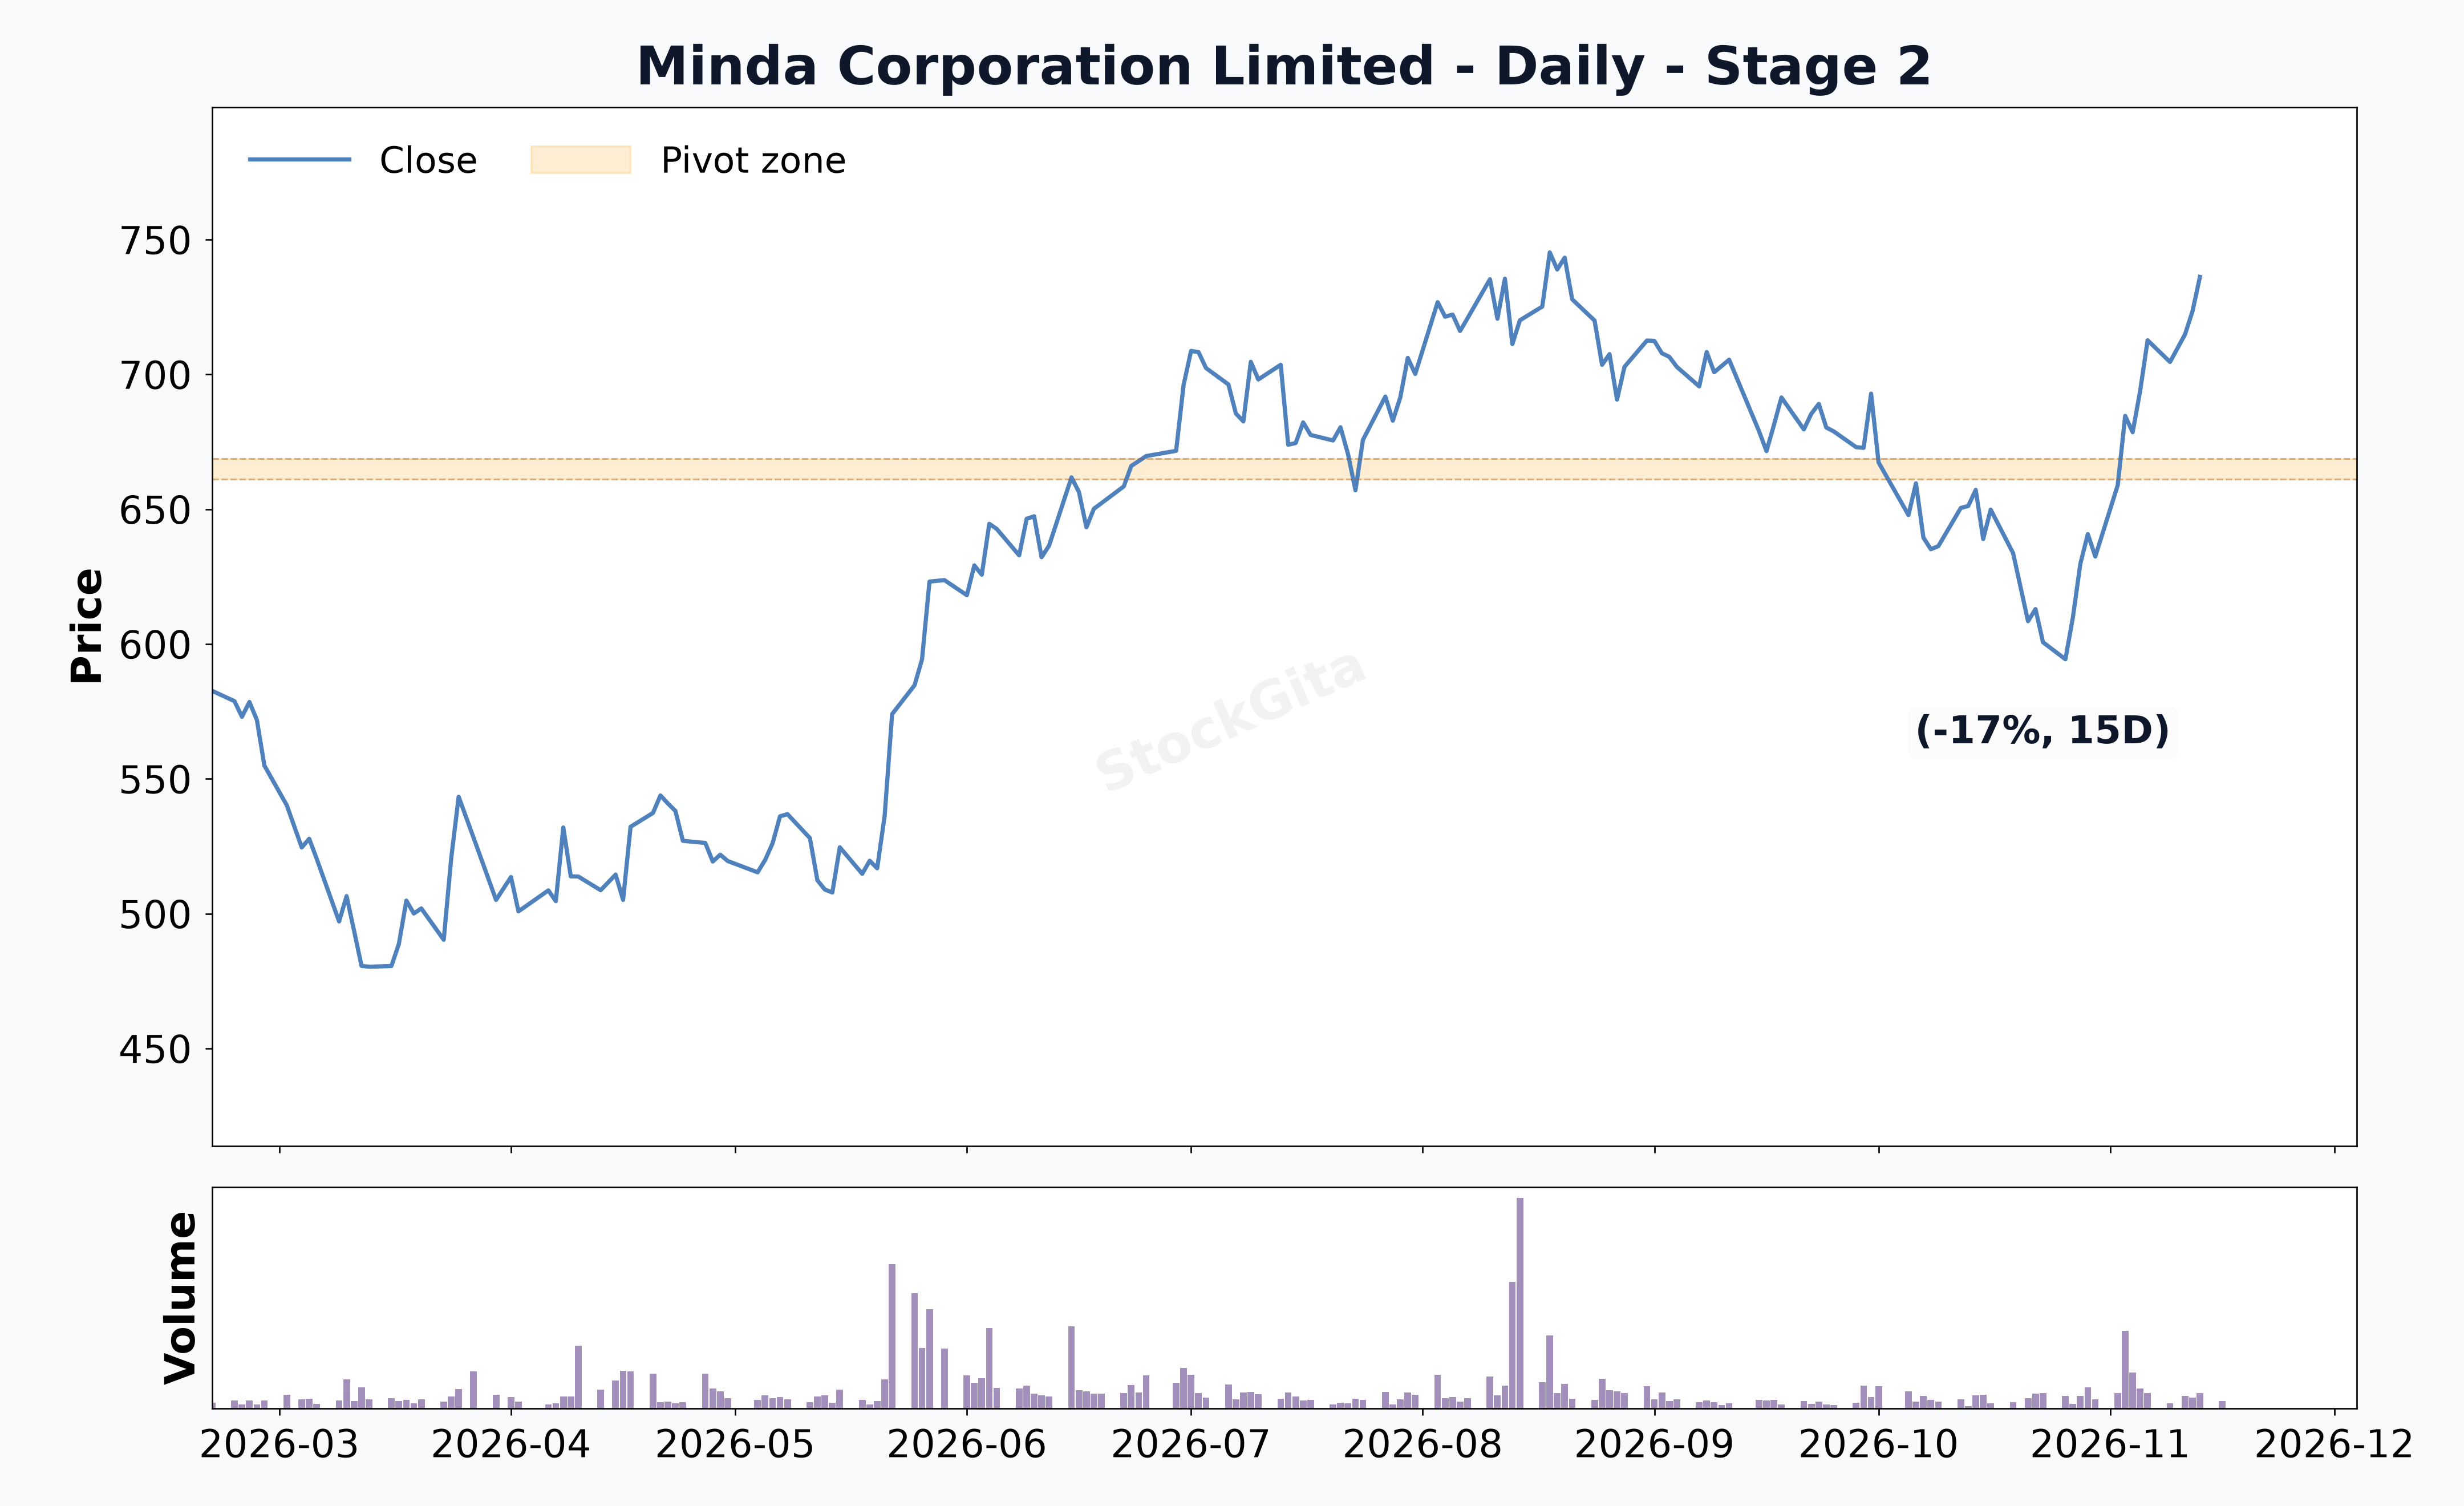 Minda Corporation Limited - Daily - Stage 2
Close
Pivot zone
750
700
650
600
550
500
450
Price
StockGita
(-17%, 15D)
Volume
2026-03
2026-04
2026-05
2026-06
2026-07
2026-08
2026-09
2026-10
2026-11
2026-12